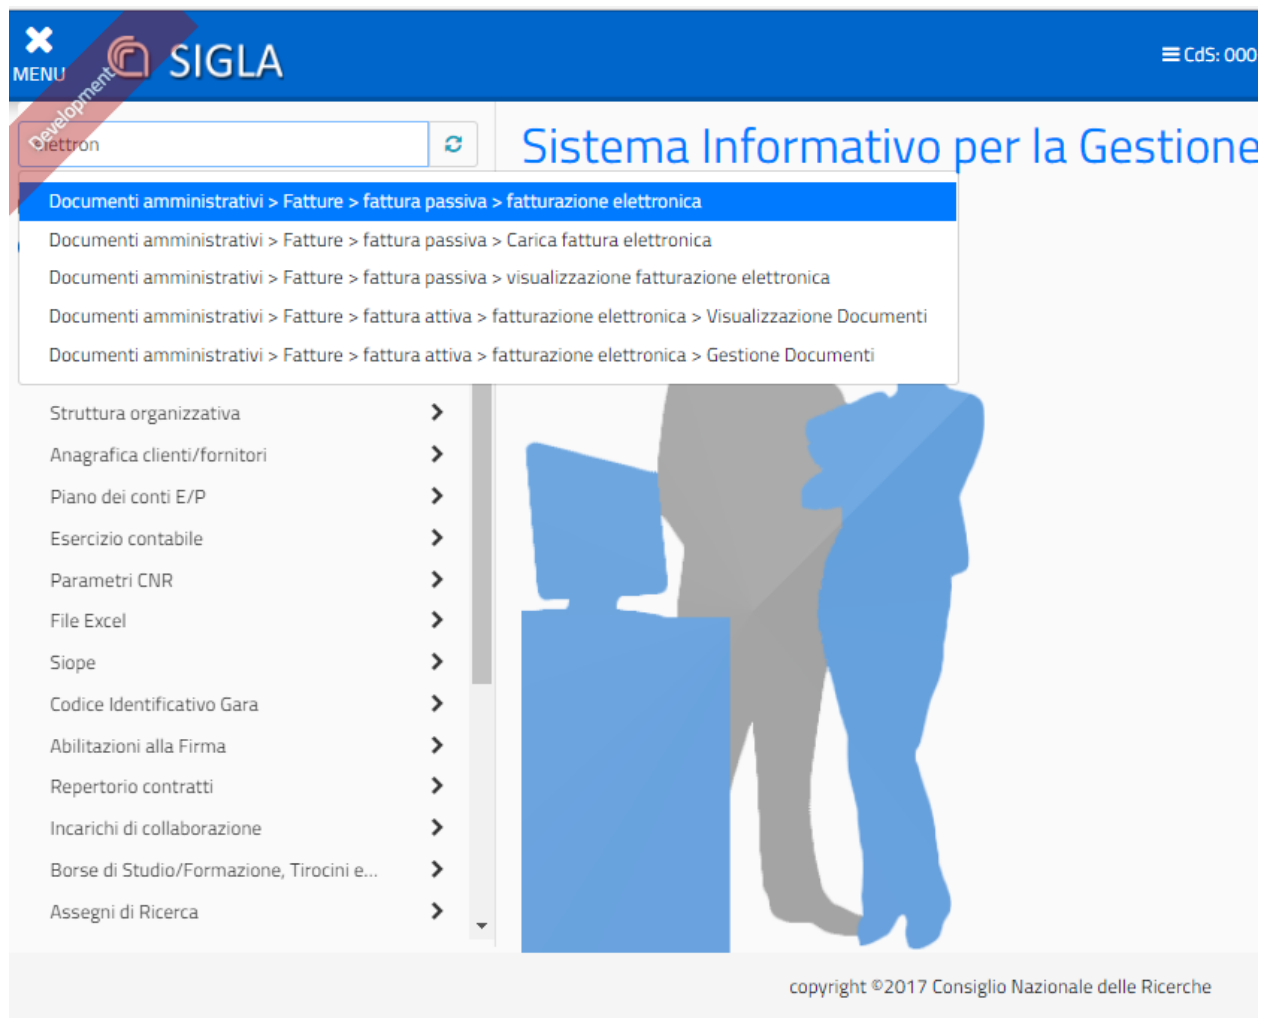 MENU
SIGLA
CdS: 000
Development
elettron
Sistema Informativo per la Gestione
Documenti amministrativi > Fatture > fattura passiva > fatturazione elettronica
Documenti amministrativi > Fatture > fattura passiva > Carica fattura elettronica
Documenti amministrativi > Fatture > fattura passiva > visualizzazione fatturazione elettronica
Documenti amministrativi > Fatture > fattura attiva > fatturazione elettronica > Visualizzazione Documenti
Documenti amministrativi > Fatture > fattura attiva > fatturazione elettronica > Gestione Documenti
Struttura organizzativa
Anagrafica clienti/fornitori
Piano dei conti E/P
Esercizio contabile
Parametri CNR
File Excel
Siope
Codice Identificativo Gara
Abilitazioni alla Firma
Repertorio contratti
Incarichi di collaborazione
Borse di Studio/Formazione, Tirocini e...
Assegni di Ricerca
copyright ©2017 Consiglio Nazionale delle Ricerche